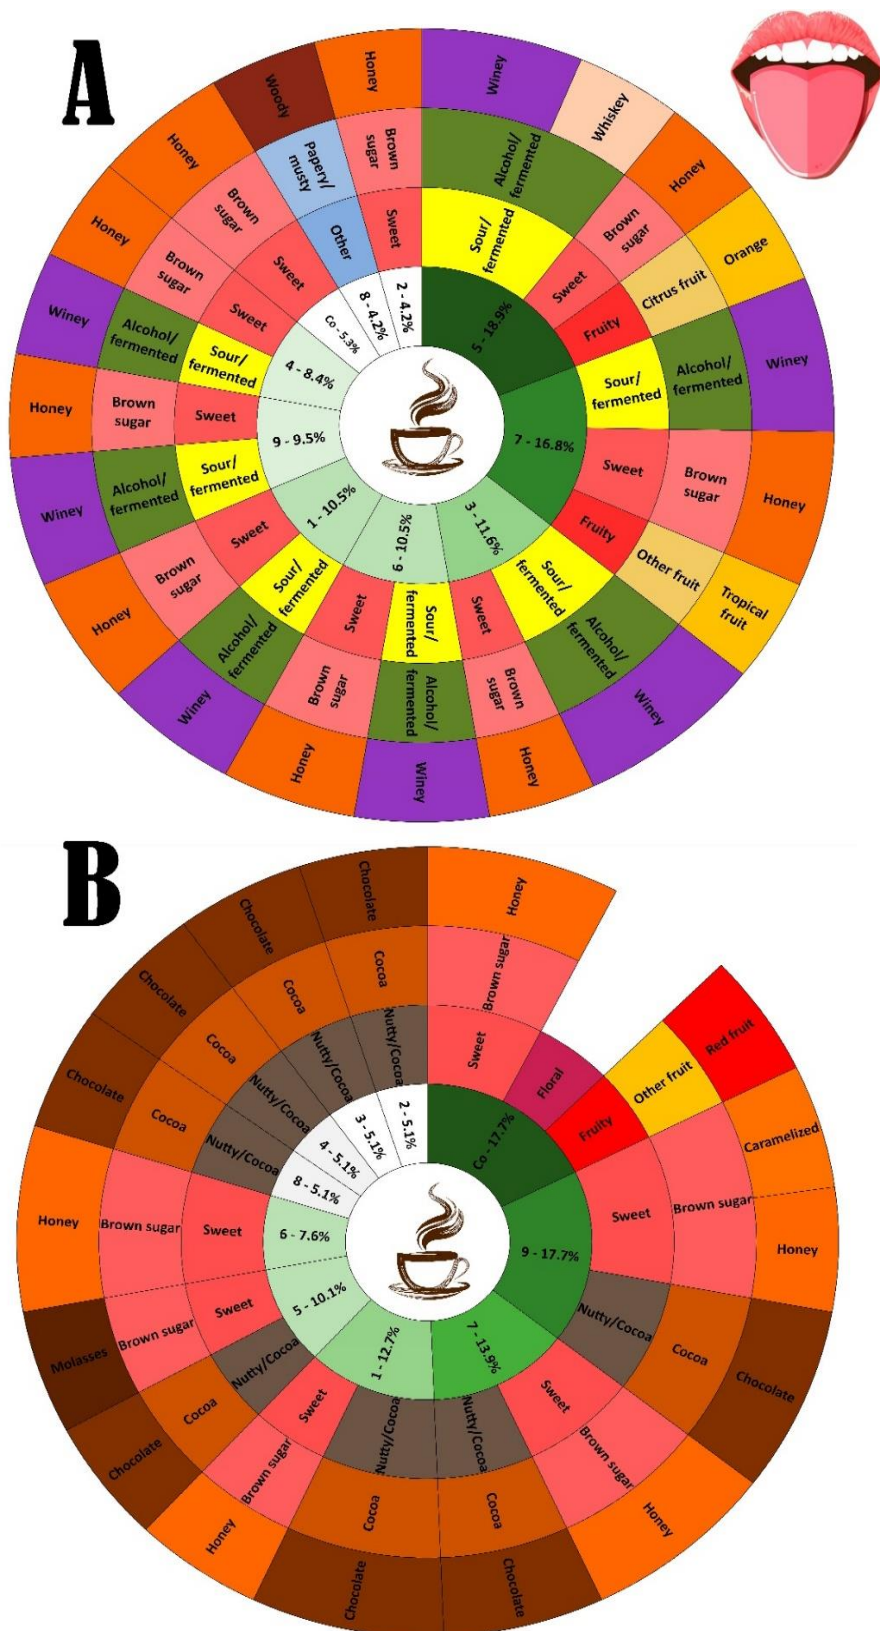 A
Winey
Whiskey
Honey
Orange
Winey
Honey
Tropical
fruit
Winey
Honey
Winey
Honey
Winey
Honey
Winey
Honey
Winey
Honey
Honey
Woody
Honey
Alcohol/
fermented
Brown
sugar
Citrus fruit
Alcohol/
fermented
Brown
sugar
Other fruit
Alcohol/
fermented
Brown
sugar
Alcohol/
fermented
Brown
sugar
Alcohol/
fermented
Brown
sugar
Alcohol/
fermented
Brown
sugar
Alcohol/
fermented
Brown
sugar
Brown
sugar
Papery/
musty
Brown
sugar
Sour/
fermented
Sweet
Fruity
Sour/
fermented
Sweet
Fruity
Sour/
fermented
Sweet
Sour/
fermented
Sweet
Sour/
fermented
Sweet
Sour/
fermented
Sweet
Sour/
fermented
Sweet
Sweet
Other
Sweet
5 - 18.9%
7 - 16.8%
3 - 11.6%
6 - 10.5%
1 - 10.5%
9 - 9.5%
4 - 8.4%
Co - 5.3%
8 - 4.2%
2 - 4.2%
B
Honey
Red fruit
Caramelized
Honey
Chocolate
Honey
Chocolate
Chocolate
Honey
Chocolate
Molasses
Honey
Chocolate
Chocolate
Chocolate
Chocolate
Brown sugar
Other fruit
Brown sugar
Cocoa
Brown sugar
Cocoa
Cocoa
Brown sugar
Cocoa
Brown sugar
Brown sugar
Cocoa
Cocoa
Cocoa
Cocoa
Sweet
Floral
Fruity
Sweet
Nutty/Cocoa
Sweet
Nutty/Cocoa
Nutty/Cocoa
Sweet
Nutty/Cocoa
Sweet
Sweet
Nutty/Cocoa
Nutty/Cocoa
Nutty/Cocoa
Nutty/Cocoa
Co - 17.7%
9 - 17.7%
7 - 13.9%
1 - 12.7%
5 - 10.1%
6 - 7.6%
8 - 5.1%
4 - 5.1%
3 - 5.1%
2 - 5.1%